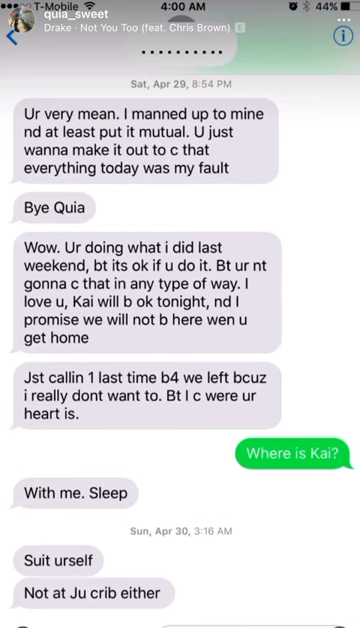 T-Mobile 4:00 AM 44%
quia_sweet
Drake · Not You Too (feat. Chris Brown) E
..........
Sat, Apr 29, 8:54 PM
Ur very mean. I manned up to mine
nd at least put it mutual. U just
wanna make it out to c that
everything today was my fault
Bye Quia
Wow. Ur doing what i did last
weekend, bt its ok if u do it. Bt ur nt
gonna c that in any type of way. I
love u, Kai will b ok tonight, nd I
promise we will not b here wen u
get home
Jst callin 1 last time b4 we left bcuz
i really dont want to. Bt I c were ur
heart is.
Where is Kai?
With me. Sleep
Sun, Apr 30, 3:16 AM
Suit urself
Not at Ju crib either